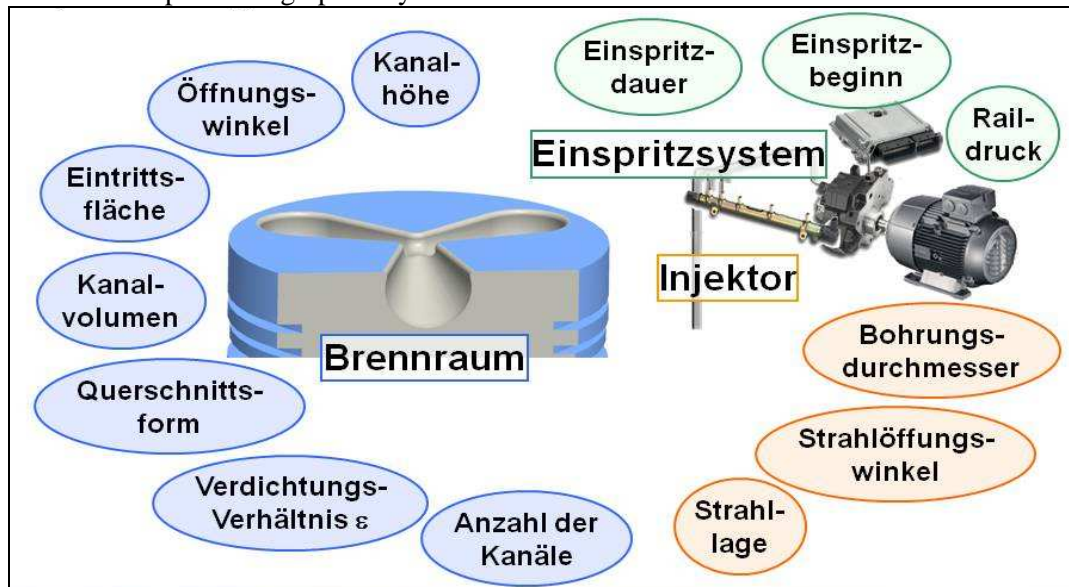 Kanal-
höhe
Öffnungs-
winkel
Eintritts-
fläche
Kanal-
volumen
Querschnitts-
form
Verdichtungs-
Verhältnis ε
Anzahl der
Kanäle
Brennraum
Einspritz-
dauer
Einspritz-
beginn
Rail-
druck
Einspritzsystem
Injektor
Bohrungs-
durchmesser
Strahlöffungs-
winkel
Strahl-
lage